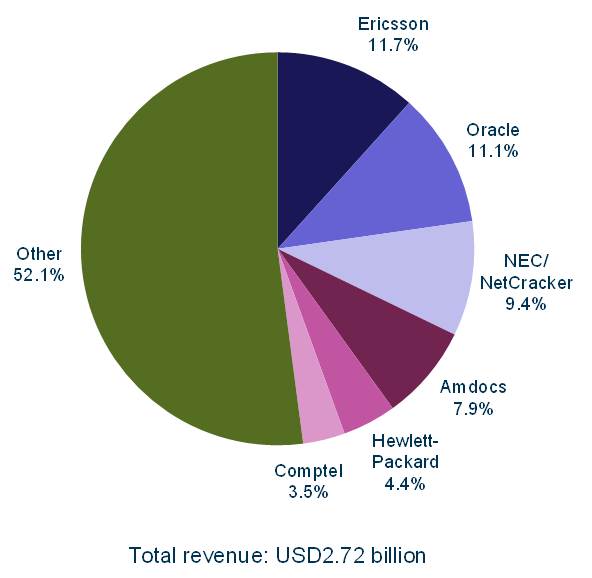 Ericsson
11.7%
Oracle
11.1%
NEC/
NetCracker
9.4%
Amdocs
7.9%
Hewlett-
Packard
4.4%
Comptel
3.5%
Other
52.1%
Total revenue: USD2.72 billion